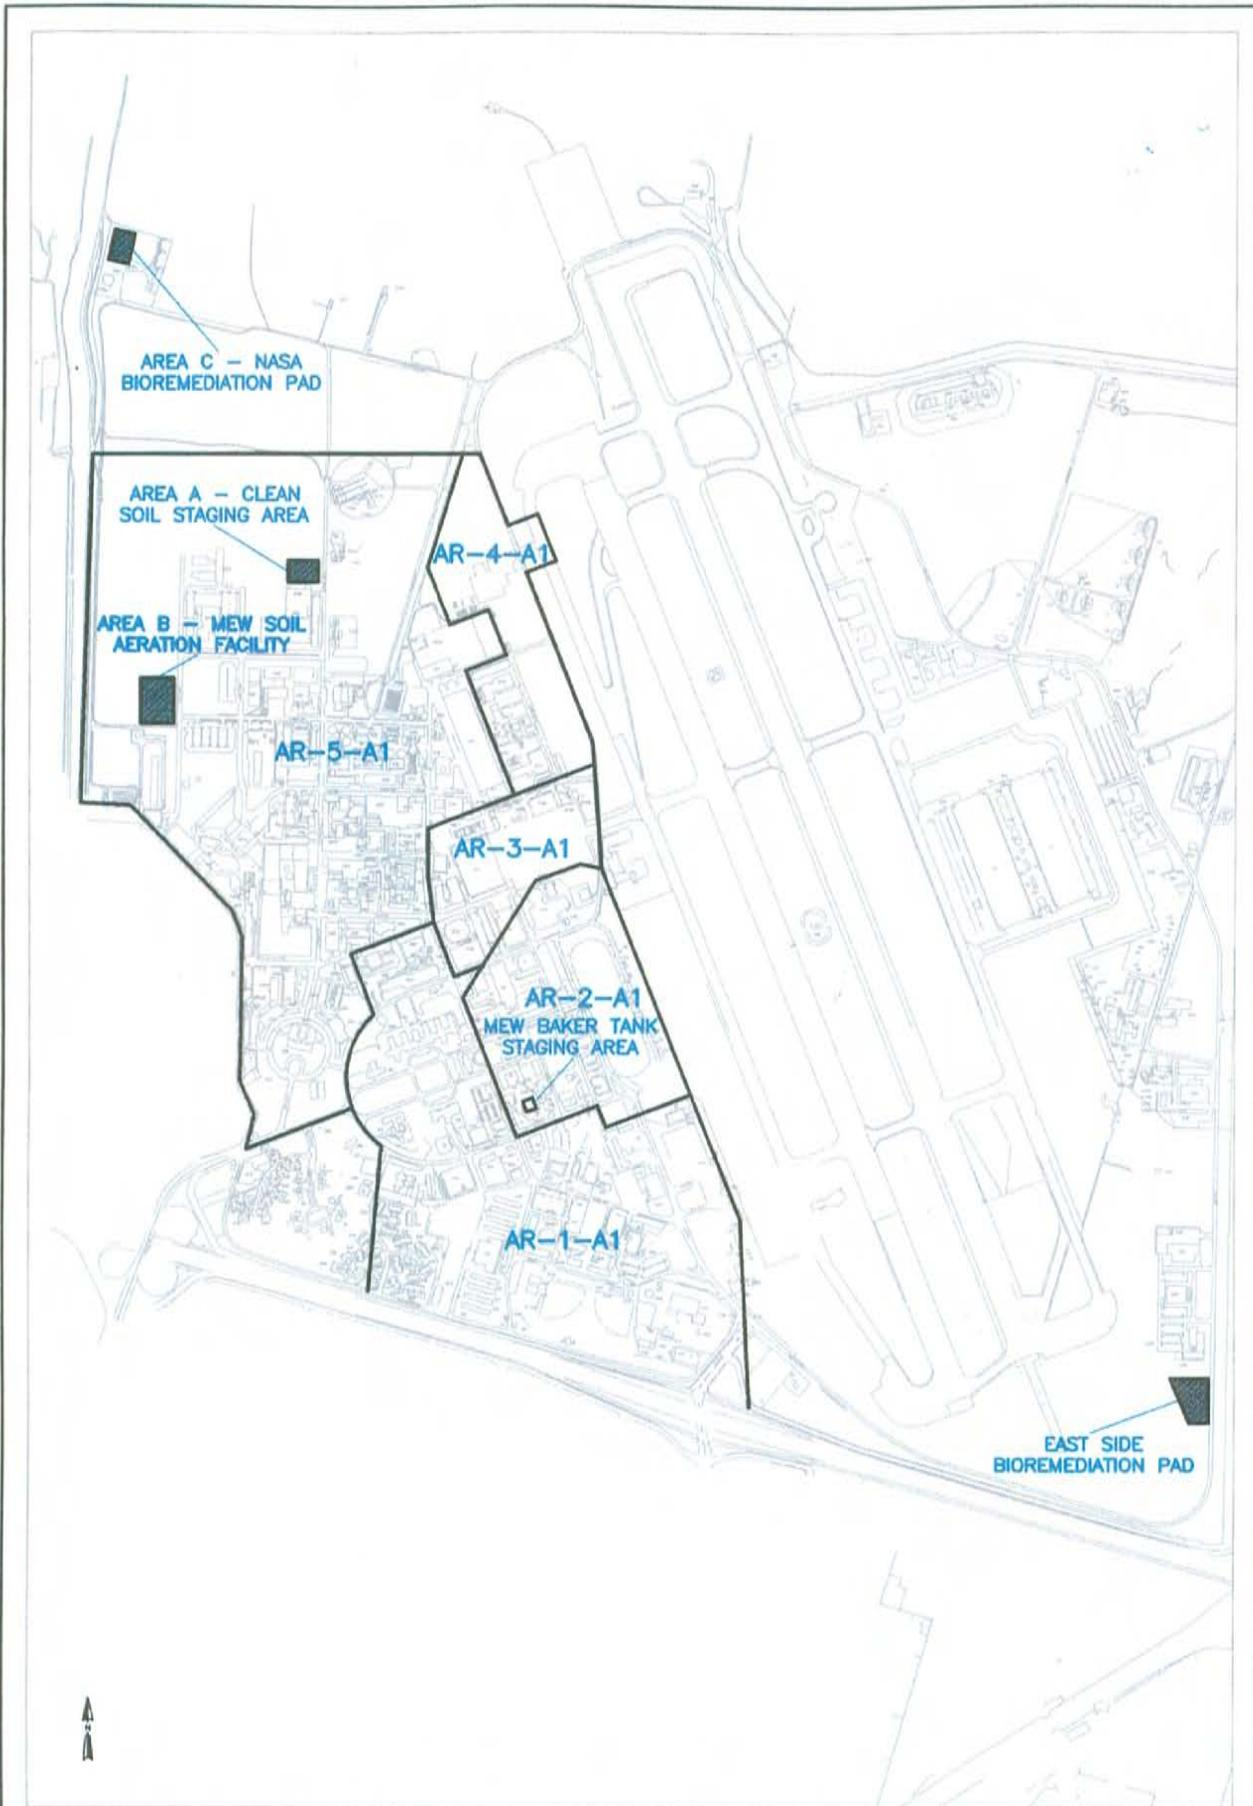 AREA C – NASA
BIOREMEDIATION PAD
AREA A – CLEAN
SOIL STAGING AREA
AR–4–A1
AREA B – MEW SOIL
AERATION FACILITY
AR–5–A1
AR–3–A1
AR–2–A1
MEW BAKER TANK
STAGING AREA
AR–1–A1
EAST SIDE
BIOREMEDIATION PAD